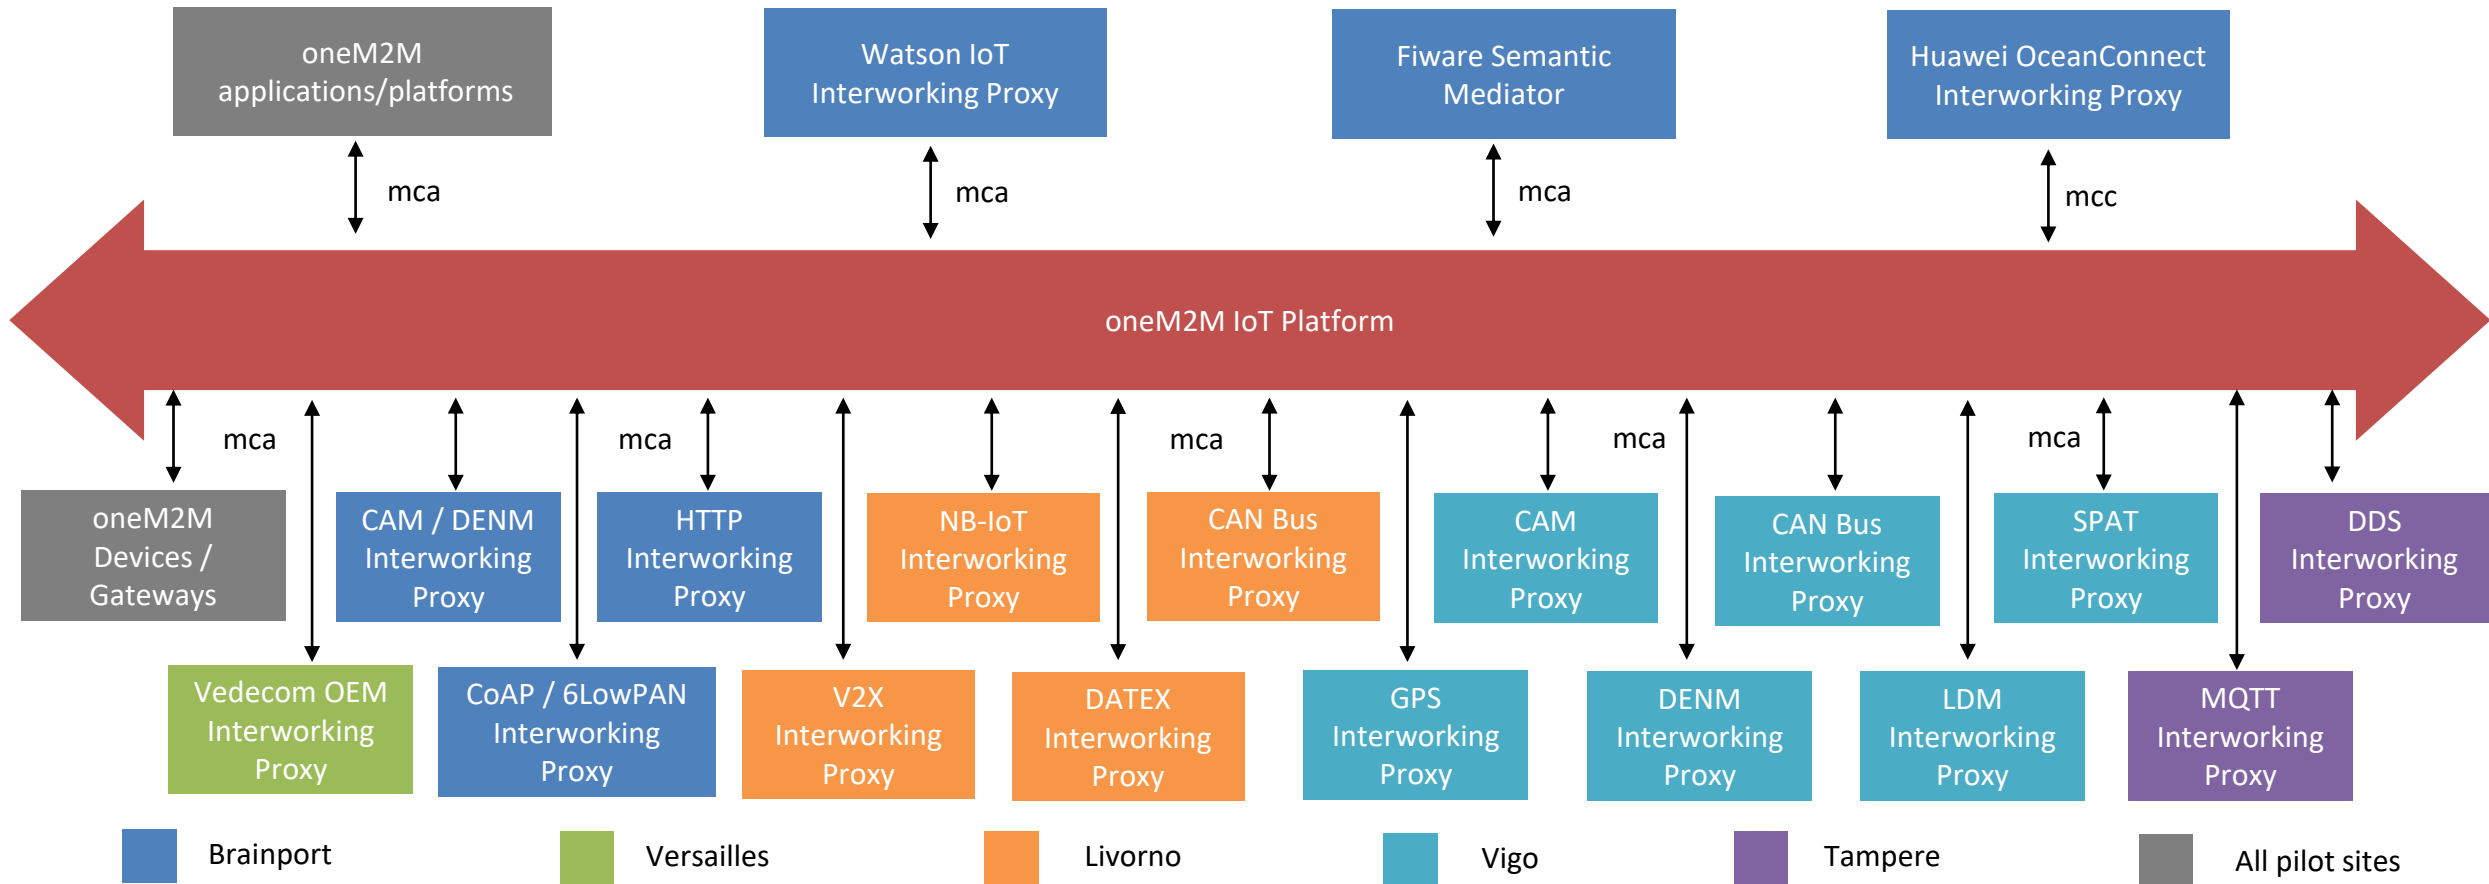 oneM2M
applications/platforms
Watson IoT
Interworking Proxy
Fiware Semantic
Mediator
Huawei OceanConnect
Interworking Proxy
mca
mca
mca
mcc
oneM2M IoT Platform
mca
mca
mca
mca
mca
oneM2M
Devices /
Gateways
CAM / DENM
Interworking
Proxy
HTTP
Interworking
Proxy
NB-IoT
Interworking
Proxy
CAN Bus
Interworking
Proxy
CAM
Interworking
Proxy
CAN Bus
Interworking
Proxy
SPAT
Interworking
Proxy
DDS
Interworking
Proxy
Vedecom OEM
Interworking
Proxy
CoAP / 6LowPAN
Interworking
Proxy
V2X
Interworking
Proxy
DATEX
Interworking
Proxy
GPS
Interworking
Proxy
DENM
Interworking
Proxy
LDM
Interworking
Proxy
MQTT
Interworking
Proxy
Brainport
Versailles
Livorno
Vigo
Tampere
All pilot sites